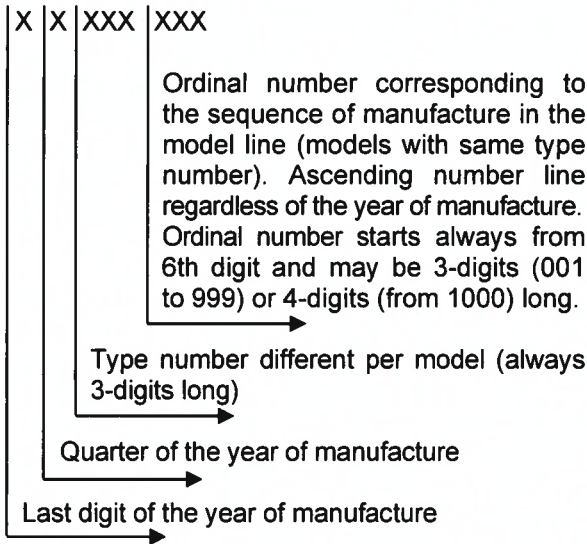 X X XXX XXX
Ordinal number corresponding to
the sequence of manufacture in the
model line (models with same type
number). Ascending number line
regardless of the year of manufacture.
Ordinal number starts always from
6th digit and may be 3-digits (001
to 999) or 4-digits (from 1000) long.
Type number different per model (always
3-digits long)
Quarter of the year of manufacture
Last digit of the year of manufacture